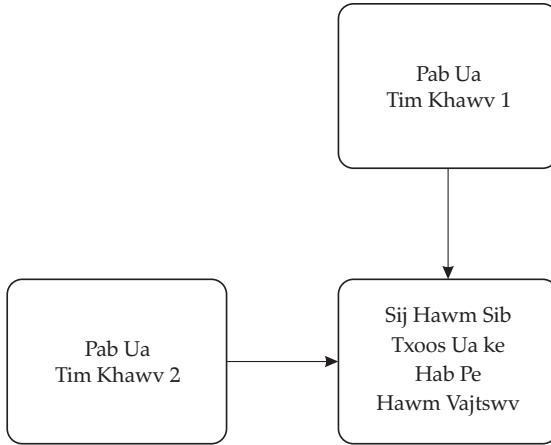 Pab Ua
Tim Khawv 1
Pab Ua
Tim Khawv 2
Sij Hawm Sib
Txoos Ua ke
Hab Pe
Hawm Vajtswv